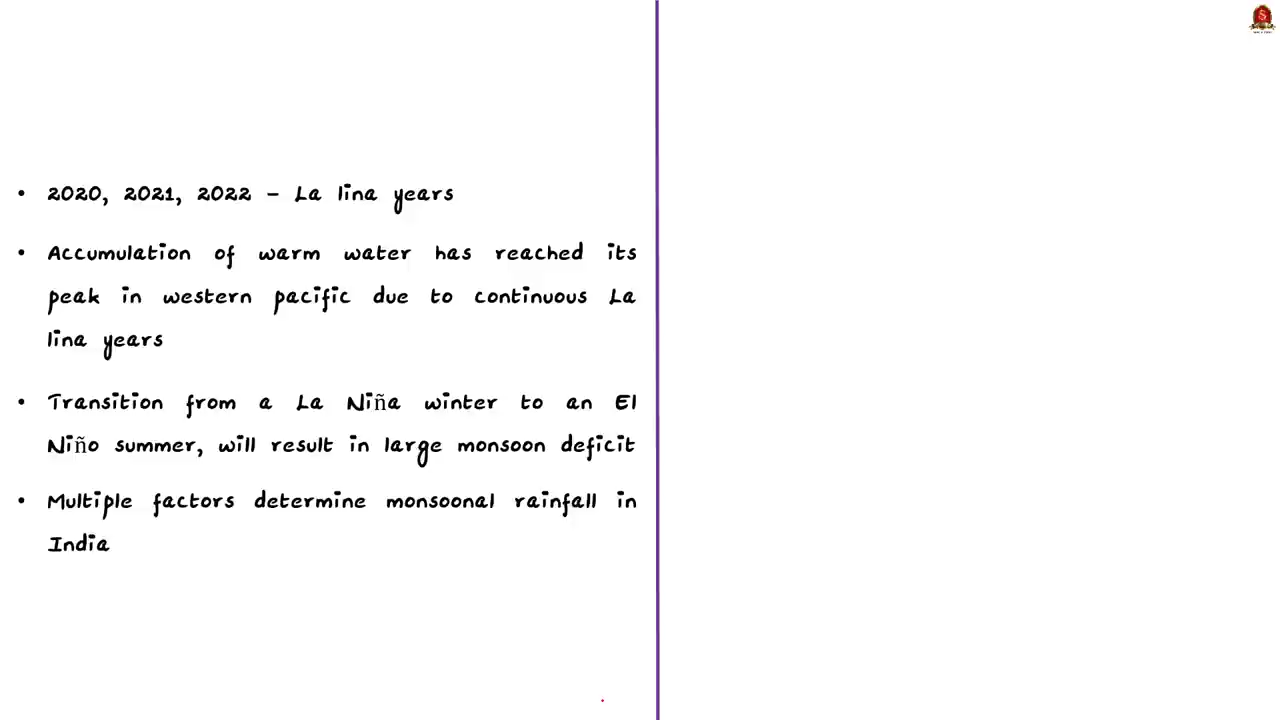 • 2020, 2021, 2022 – La lina years
• Accumulation of warm water has reached its
peak in western pacific due to continuous La
lina years
• Transition from a La Niña winter to an El
Niño summer, will result in large monsoon deficit
• Multiple factors determine monsoonal rainfall in
India